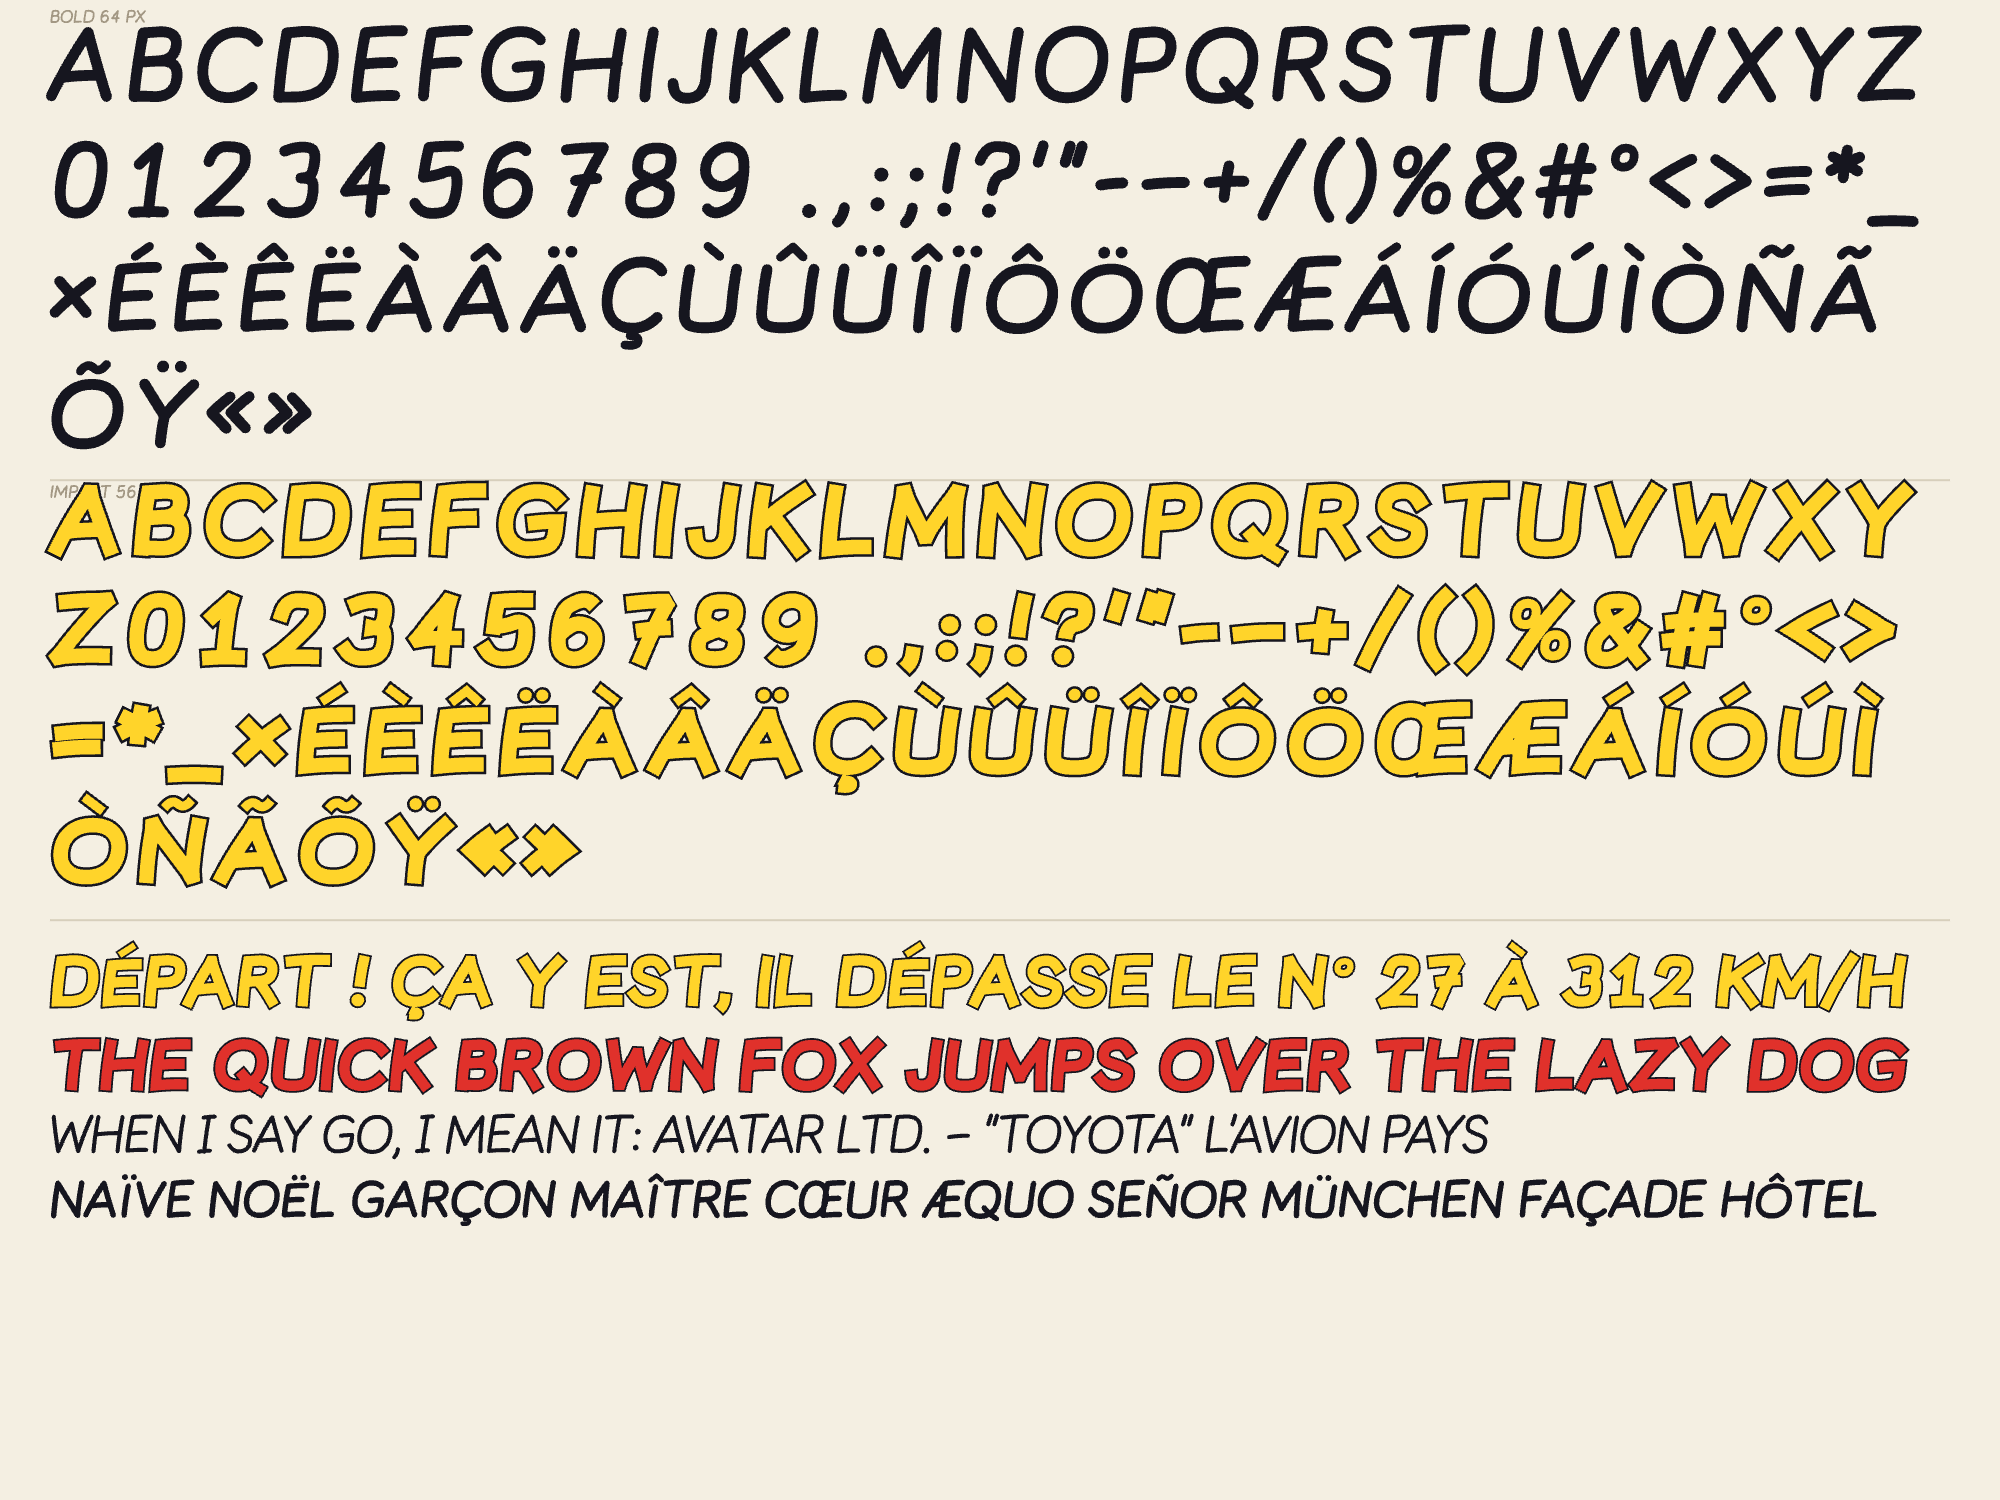 BOLD 64 PX
ABCDEFGHIJKLMNOPQRSTUVWXYZ
0123456789 .,:;!?'"-–+/()%&#°<>=*_
×ÉÈÊËÀÂÄÇÙÛÜÎÏÔÖŒÆÁÍÓÚÌÒÑÃ
ÕŸ«»
56
ABCDEFGHIJKLMNOPQRSTUVWXY
Z0123456789 .,:;!?'"-–+/()%&#°<>
=*_×ÉÈÊËÀÂÄÇÙÛÜÎÏÔÖŒÆÁÍÓÚÌ
ÒÑÃÕŸ«»
DÉPART ! ÇA Y EST, IL DÉPASSE LE N° 27 À 312 KM/H
THE QUICK BROWN FOX JUMPS OVER THE LAZY DOG
WHEN I SAY GO, I MEAN IT: AVATAR LTD. – "TOYOTA" L'AVION PAYS
NAÏVE NOËL GARÇON MAÎTRE CŒUR ÆQUO SEÑOR MÜNCHEN FAÇADE HÔTEL